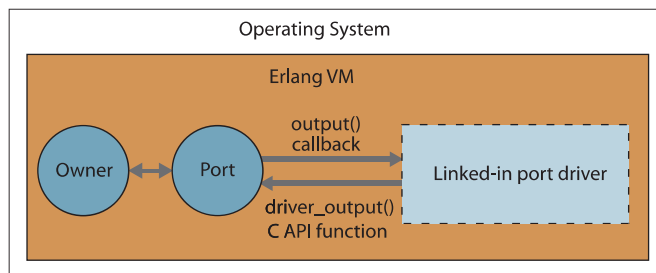 Operating System
Erlang VM
output()
callback
Owner
Port
Linked-in port driver
driver_output()
C API function